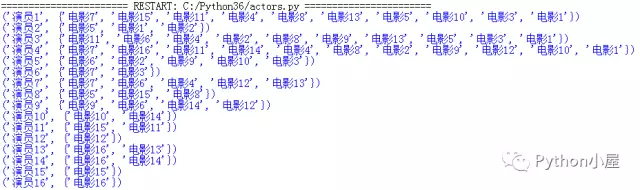 ======================== RESTART: C:/Python36/actors.py ========================
('演员1', {'电影7', '电影15', '电影11', '电影4', '电影8', '电影13', '电影5', '电影10', '电影3', '电影1'})
('演员2', {'电影5', '电影1', '电影2'})
('演员3', {'电影11', '电影6', '电影4', '电影2', '电影8', '电影9', '电影13', '电影5', '电影3', '电影1'})
('演员4', {'电影7', '电影16', '电影11', '电影14', '电影4', '电影8', '电影2', '电影9', '电影12', '电影10', '电影1'})
('演员5', {'电影6', '电影2', '电影9', '电影10', '电影3'})
('演员6', {'电影7', '电影3'})
('演员7', {'电影7', '电影6', '电影4', '电影12', '电影13'})
('演员8', {'电影5', '电影15', '电影8'})
('演员9', {'电影9', '电影6', '电影14', '电影12'})
('演员10', {'电影10', '电影14'})
('演员11', {'电影15', '电影11'})
('演员12', {'电影12'})
('演员13', {'电影16', '电影13'})
('演员14', {'电影16', '电影14'})
('演员15', {'电影15'})
('演员16', {'电影16'})
Python小屋